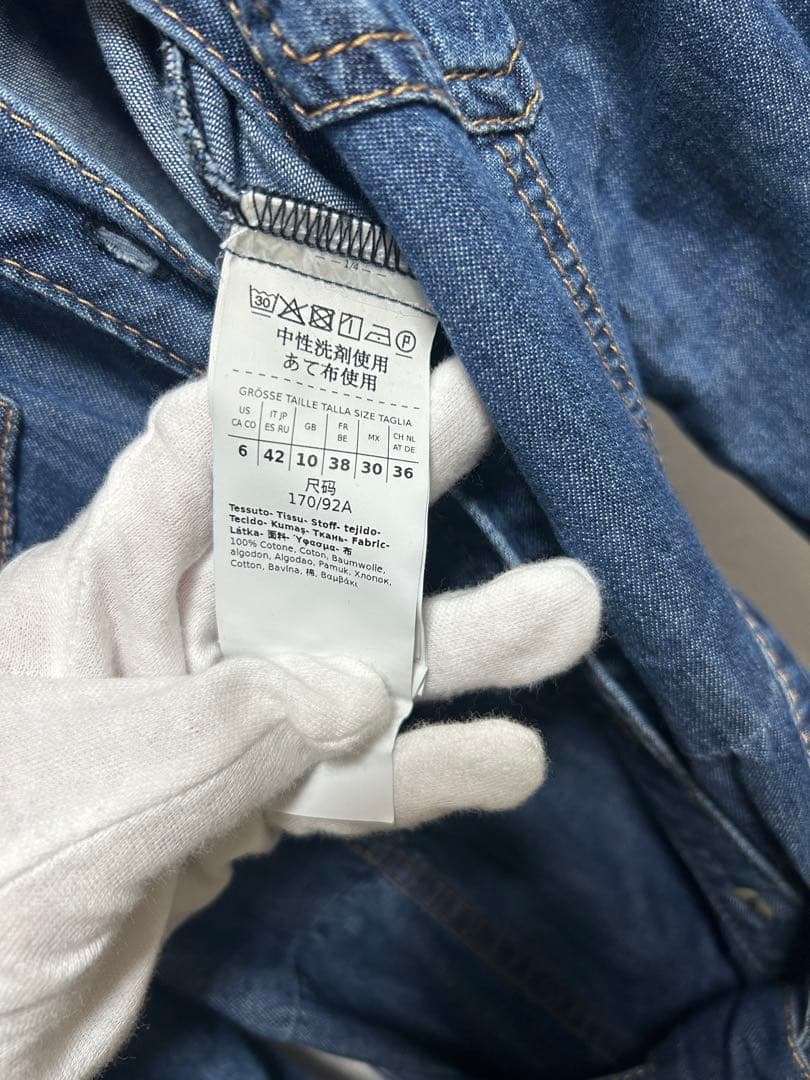 1/4
30 1 P
中性洗剤使用
あて布使用
GRÖSSE TAILLE TALLA SIZE TAGLIA
US CA CO IT JP ES RU GB FR BE MX CH NL AT DE
6 42 10 38 30 36
尺码
170/92A
Tessuto- Tissu- Stoff- tejido-
Tecido- Kumaş- Ткань- Fabric-
Látka- 面料- Ύφασμα- 布
100% Cotone, Coton, Baumwolle,
algodon, Algodao, Pamuk, Хлопок,
Cotton, Bavlna, 棉, Βαμβάκι